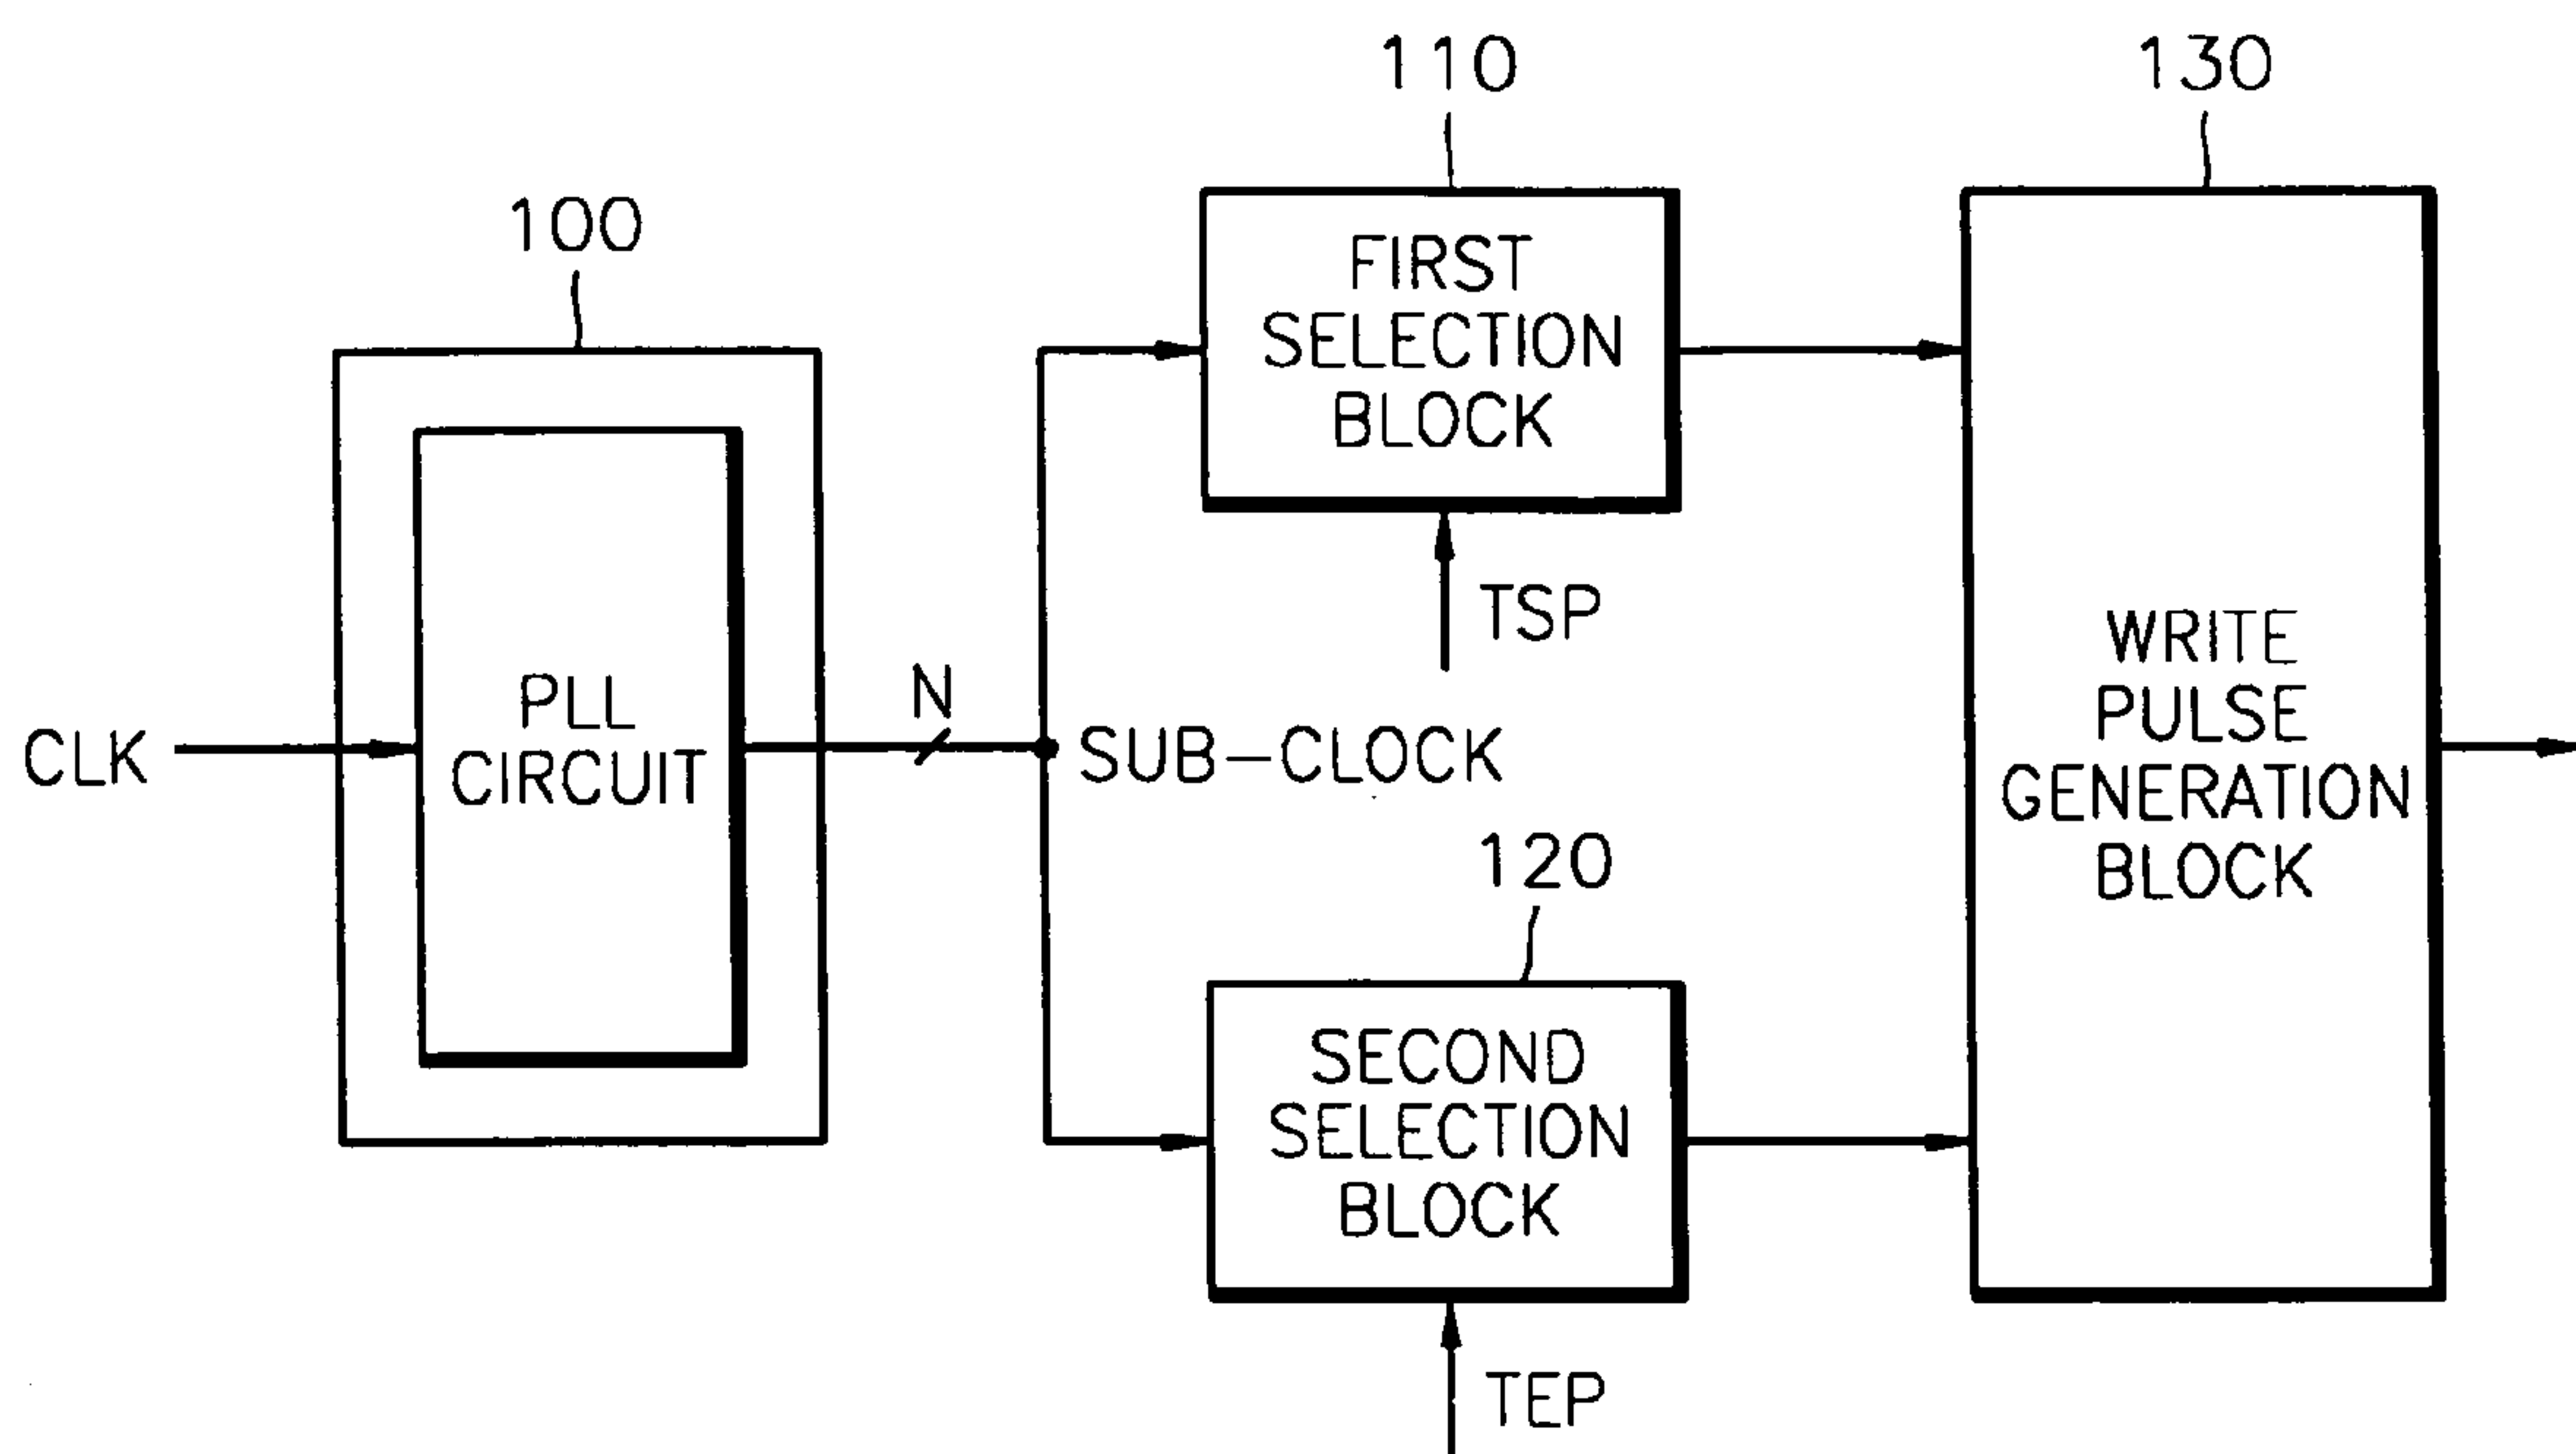 110
130
100
FIRST
SELECTION
BLOCK
TSP
WRITE
PULSE
GENERATION
BLOCK
N
PLL
CIRCUIT
CLK
SUB-CLOCK
120
SECOND
SELECTION
BLOCK
TEP